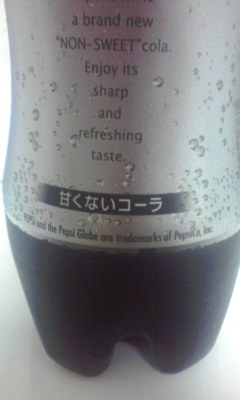 a brand new
"NON-SWEET"cola.
Enjoy its
sharp
and
refreshing
taste.
甘くないコーラ
PEPSI and the Pepsi Globe are trademarks of PepsiCo, Inc.